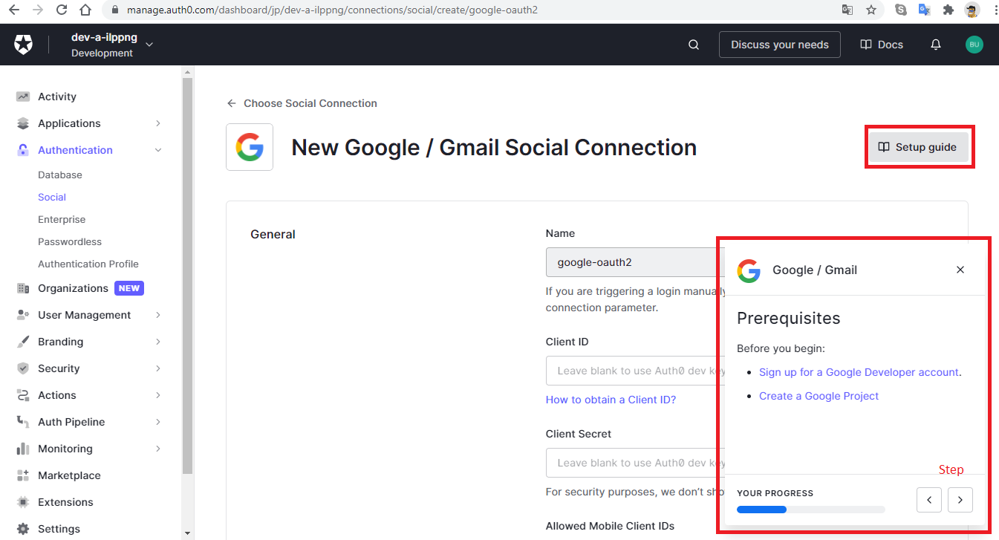 manage.auth0.com/dashboard/jp/dev-a-ilppng/connections/social/create/google-oauth2
dev-a-ilppng
Development
Discuss your needs
Docs
BU
Activity
Applications
Authentication
Database
Social
Enterprise
Passwordless
Authentication Profile
Organizations NEW
User Management
Branding
Security
Actions
Auth Pipeline
Monitoring
Marketplace
Extensions
Settings
Choose Social Connection
New Google / Gmail Social Connection
Setup guide
General
Name
google-oauth2
If you are triggering a login manually
connection parameter.
Client ID
Leave blank to use Auth0 dev key
How to obtain a Client ID?
Client Secret
Leave blank to use Auth0 dev key
For security purposes, we don’t sho
Allowed Mobile Client IDs
Google / Gmail
Prerequisites
Before you begin:
• Sign up for a Google Developer account.
• Create a Google Project
Step
YOUR PROGRESS